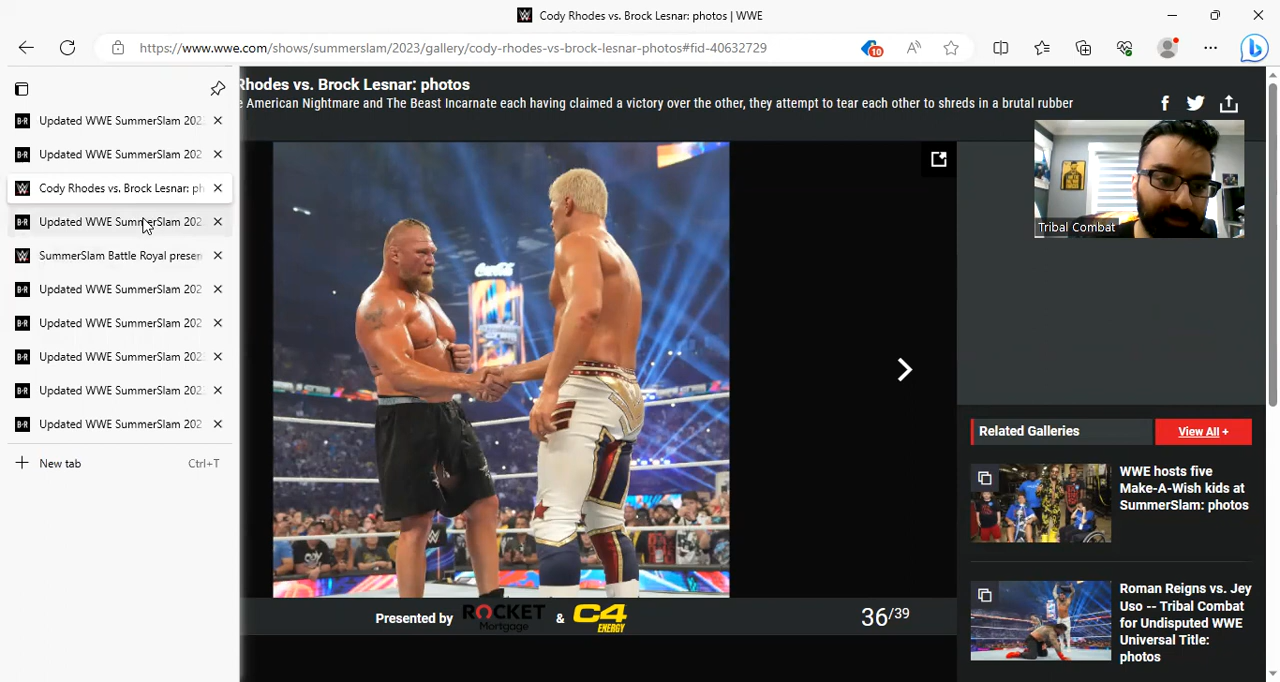 Cody Rhodes vs. Brock Lesnar: photos | WWE
https://www.wwe.com/shows/summerslam/2023/gallery/cody-rhodes-vs-brock-lesnar-photos#fid-40632729
10
Updated WWE SummerSlam 202
Updated WWE SummerSlam 202
Cody Rhodes vs. Brock Lesnar: ph
Updated WWE SummerSlam 202
SummerSlam Battle Royal presen
Updated WWE SummerSlam 202
Updated WWE SummerSlam 202
Updated WWE SummerSlam 202
Updated WWE SummerSlam 202
Updated WWE SummerSlam 202
New tab Ctrl+T
Rhodes vs. Brock Lesnar: photos
e American Nightmare and The Beast Incarnate each having claimed a victory over the other, they attempt to tear each other to shreds in a brutal rubber
Tribal Combat
Coca-Cola
Presented by ROCKET Mortgage & C4 ENERGY
36/39
Related Galleries
View All +
WWE hosts five
Make-A-Wish kids at
SummerSlam: photos
Roman Reigns vs. Jey
Uso -- Tribal Combat
for Undisputed WWE
Universal Title:
photos